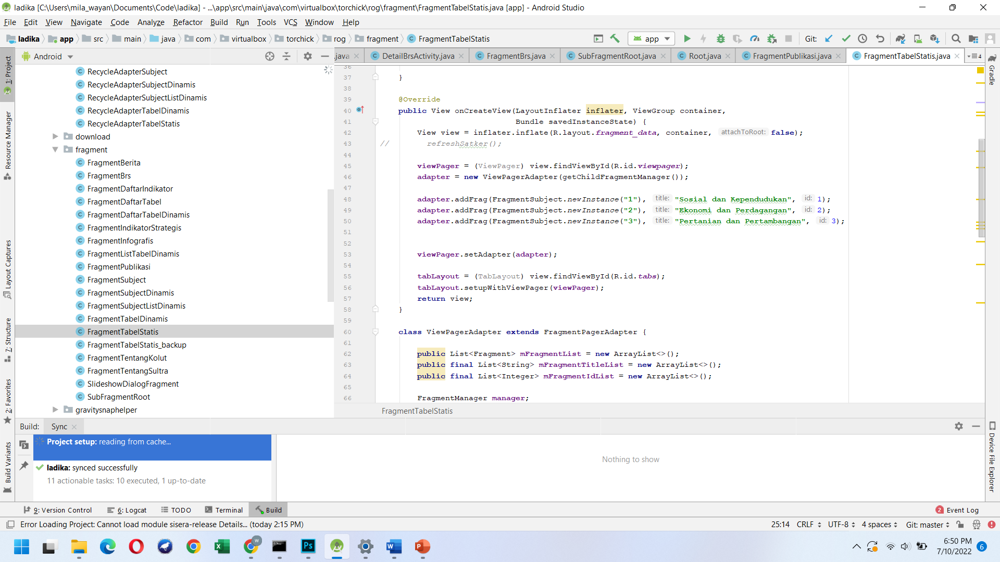 ladika [C:\Users\mila_wayan\Documents\Code\ladika] - ...\app\src\main\java\com\virtualbox\torchick\rog\fragment\FragmentTabelStatis.java [app] - Android Studio
File Edit View Navigate Code Analyze Refactor Build Run Tools VCS Window Help
ladika app src main java com virtualbox torchick rog fragment FragmentTabelStatis app Git:
Android
.java DetailBrsActivity.java FragmentBrs.java SubFragmentRoot.java Root.java FragmentPublikasi.java FragmentTabelStatis.java 4
1: Project
Resource Manager
Layout Captures
7: Structure
2: Favorites
Build Variants
RecycleAdapterSubject
RecycleAdapterSubjectDinamis
RecycleAdapterSubjectListDinamis
RecycleAdapterTabelDinamis
RecycleAdapterTabelStatis
download
fragment
FragmentBerita
FragmentBrs
FragmentDaftarIndikator
FragmentDaftarTabel
FragmentDaftarTabelDinamis
FragmentIndikatorStrategis
FragmentInfografis
FragmentListTabelDinamis
FragmentPublikasi
FragmentSubject
FragmentSubjectDinamis
FragmentSubjectListDinamis
FragmentTabelDinamis
FragmentTabelStatis
FragmentTabelStatis_backup
FragmentTentangKolut
FragmentTentangSultra
SlideshowDialogFragment
SubFragmentRoot
gravitysnaphelper
36
37 }
38
39 @Override
40 public View onCreateView(LayoutInflater inflater, ViewGroup container,
41 Bundle savedInstanceState) {
42 View view = inflater.inflate(R.layout.fragment_data, container, attachToRoot: false);
43 // refreshSatker();
44
45 viewPager = (ViewPager) view.findViewById(R.id.viewpager);
46 adapter = new ViewPagerAdapter(getChildFragmentManager());
47
48 adapter.addFrag(FragmentSubject.newInstance("1"), title: "Sosial dan Kependudukan", id: 1);
49 adapter.addFrag(FragmentSubject.newInstance("2"), title: "Ekonomi dan Perdagangan", id: 2);
50 adapter.addFrag(FragmentSubject.newInstance("3"), title: "Pertanian dan Pertambangan", id: 3);
51
52
53 viewPager.setAdapter(adapter);
54
55 tabLayout = (TabLayout) view.findViewById(R.id.tabs);
56 tabLayout.setupWithViewPager(viewPager);
57 return view;
58 }
59
60 class ViewPagerAdapter extends FragmentPagerAdapter {
61
62 public List<Fragment> mFragmentList = new ArrayList<>();
63 public final List<String> mFragmentTitleList = new ArrayList<>();
64 public final List<Integer> mFragmentIdList = new ArrayList<>();
65
66 FragmentManager manager;
FragmentTabelStatis
Gradle
Device File Explorer
Build: Sync
Project setup: reading from cache...
ladika: synced successfully
11 actionable tasks: 10 executed, 1 up-to-date
Nothing to show
9: Version Control 6: Logcat TODO Terminal Build 2 Event Log
Error Loading Project: Cannot load module sisera-release Details... (today 2:15 PM) 25:14 CRLF UTF-8 4 spaces Git: master
W
Ps
6:50 PM
7/10/2022
6